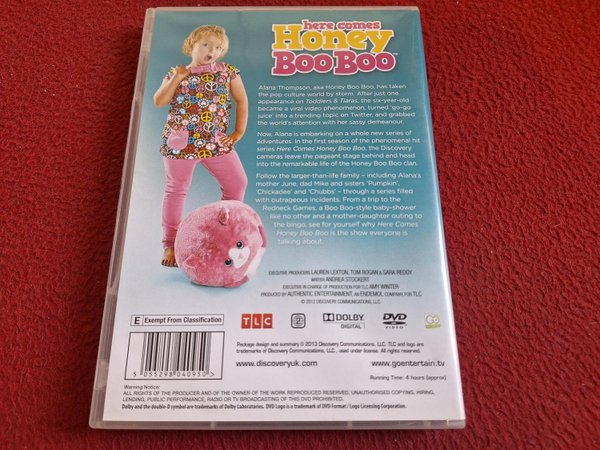 here comes
Honey
BOO BOO™
Alana Thompson, aka Honey Boo Boo, has taken
the pop culture world by storm. After just one
appearance on Toddlers & Tiaras, the six-year-old
became a viral video phenomenon, turned 'go-go
juice' into a trending topic on Twitter, and grabbed
the world's attention with her sassy demeanour.
Now, Alana is embarking on a whole new series of
adventures. In the first season of the phenomenal hit
series Here Comes Honey Boo Boo, the Discovery
cameras leave the pageant stage behind and head
into the remarkable life of the Honey Boo Boo clan.
Follow the larger-than-life family – including Alana's
mother June, dad Mike and sisters 'Pumpkin',
'Chickadee' and 'Chubbs' – through a series filled
with outrageous incidents. From a trip to the
Redneck Games, a Boo Boo-style baby-shower
like no other and a mother-daughter outing to
the bingo, see for yourself why Here Comes
Honey Boo Boo is the show everyone is
talking about.
EXECUTIVE PRODUCERS LAUREN LEXTON, TOM ROGAN & SARA REDDY
WRITER ANDREA STOCKERT
EXECUTIVE IN CHARGE OF PRODUCTION FOR TLC AMY WINTER
PRODUCED BY AUTHENTIC ENTERTAINMENT, AN ENDEMOL COMPANY, FOR TLC
© 2012 DISCOVERY COMMUNICATIONS, LLC.
E Exempt From Classification
TLC
2
DOLBY
DIGITAL
DVD
VIDEO
GO
5 055298 040950 >
Package design and summary © 2013 Discovery Communications, LLC. TLC and logo are
trademark of Discovery Communications, LLC, used under license. All rights reserved.
www.discoveryuk.com
www.goentertain.tv
Running Time: 4 hours (approx)
Warning Notice:
ALL RIGHTS OF THE PRODUCER AND OF THE OWNER OF THE WORK REPRODUCED RESERVED. UNAUTHORISED COPYING, HIRING,
LENDING, PUBLIC PERFORMANCE, RADIO OR TV BROADCASTING OF THIS DVD PROHIBITED.
Dolby and the double-D symbol are trademarks of Dolby Laboratories. DVD Logo is a trademark of DVD Format / Logo Licensing Corporation.